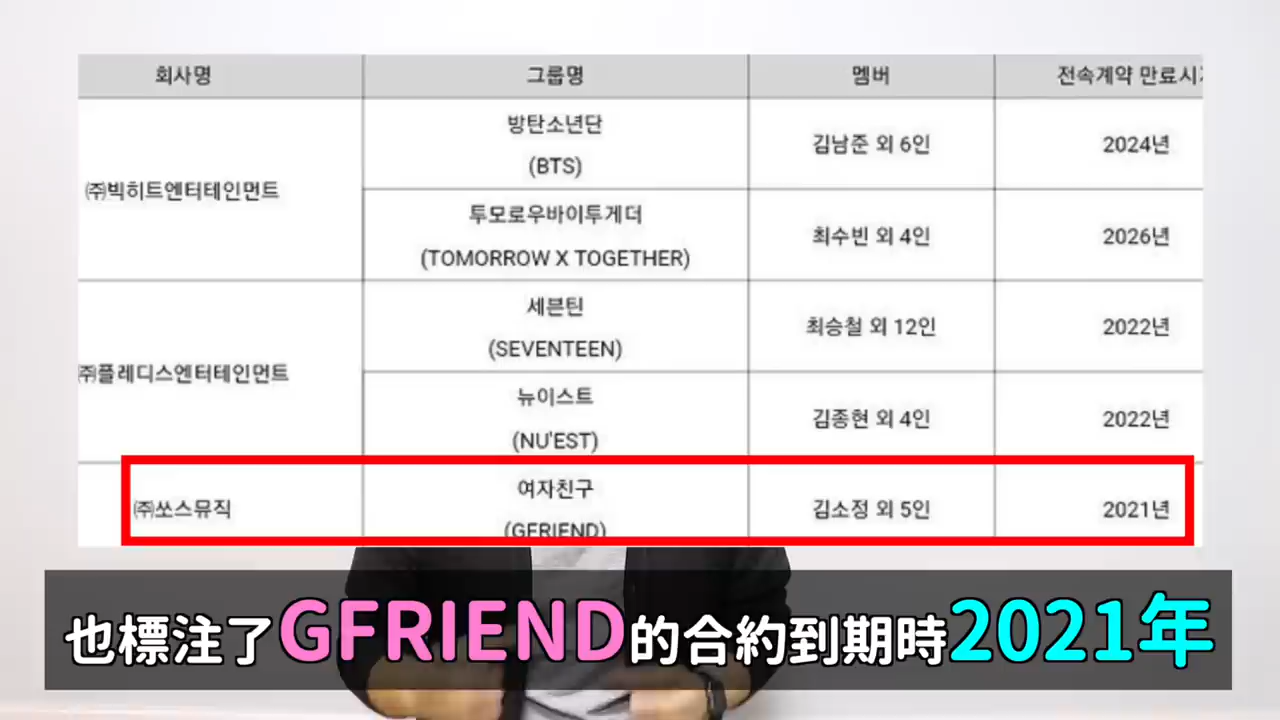 회사명 그룹명 멤버 전속계약 만료시
방탄소년단
(BTS)
김남준 외 6인 2024년
㈜빅히트엔터테인먼트
투모로우바이투게더
(TOMORROW X TOGETHER)
최수빈 외 4인 2026년
세븐틴
(SEVENTEEN)
최승철 외 12인 2022년
㈜플레디스엔터테인먼트
뉴이스트
(NU'EST)
김종현 외 4인 2022년
㈜쏘스뮤직
여자친구
(GFRIEND)
김소정 외 5인 2021년
也標注了GFRIEND的合約到期時2021年